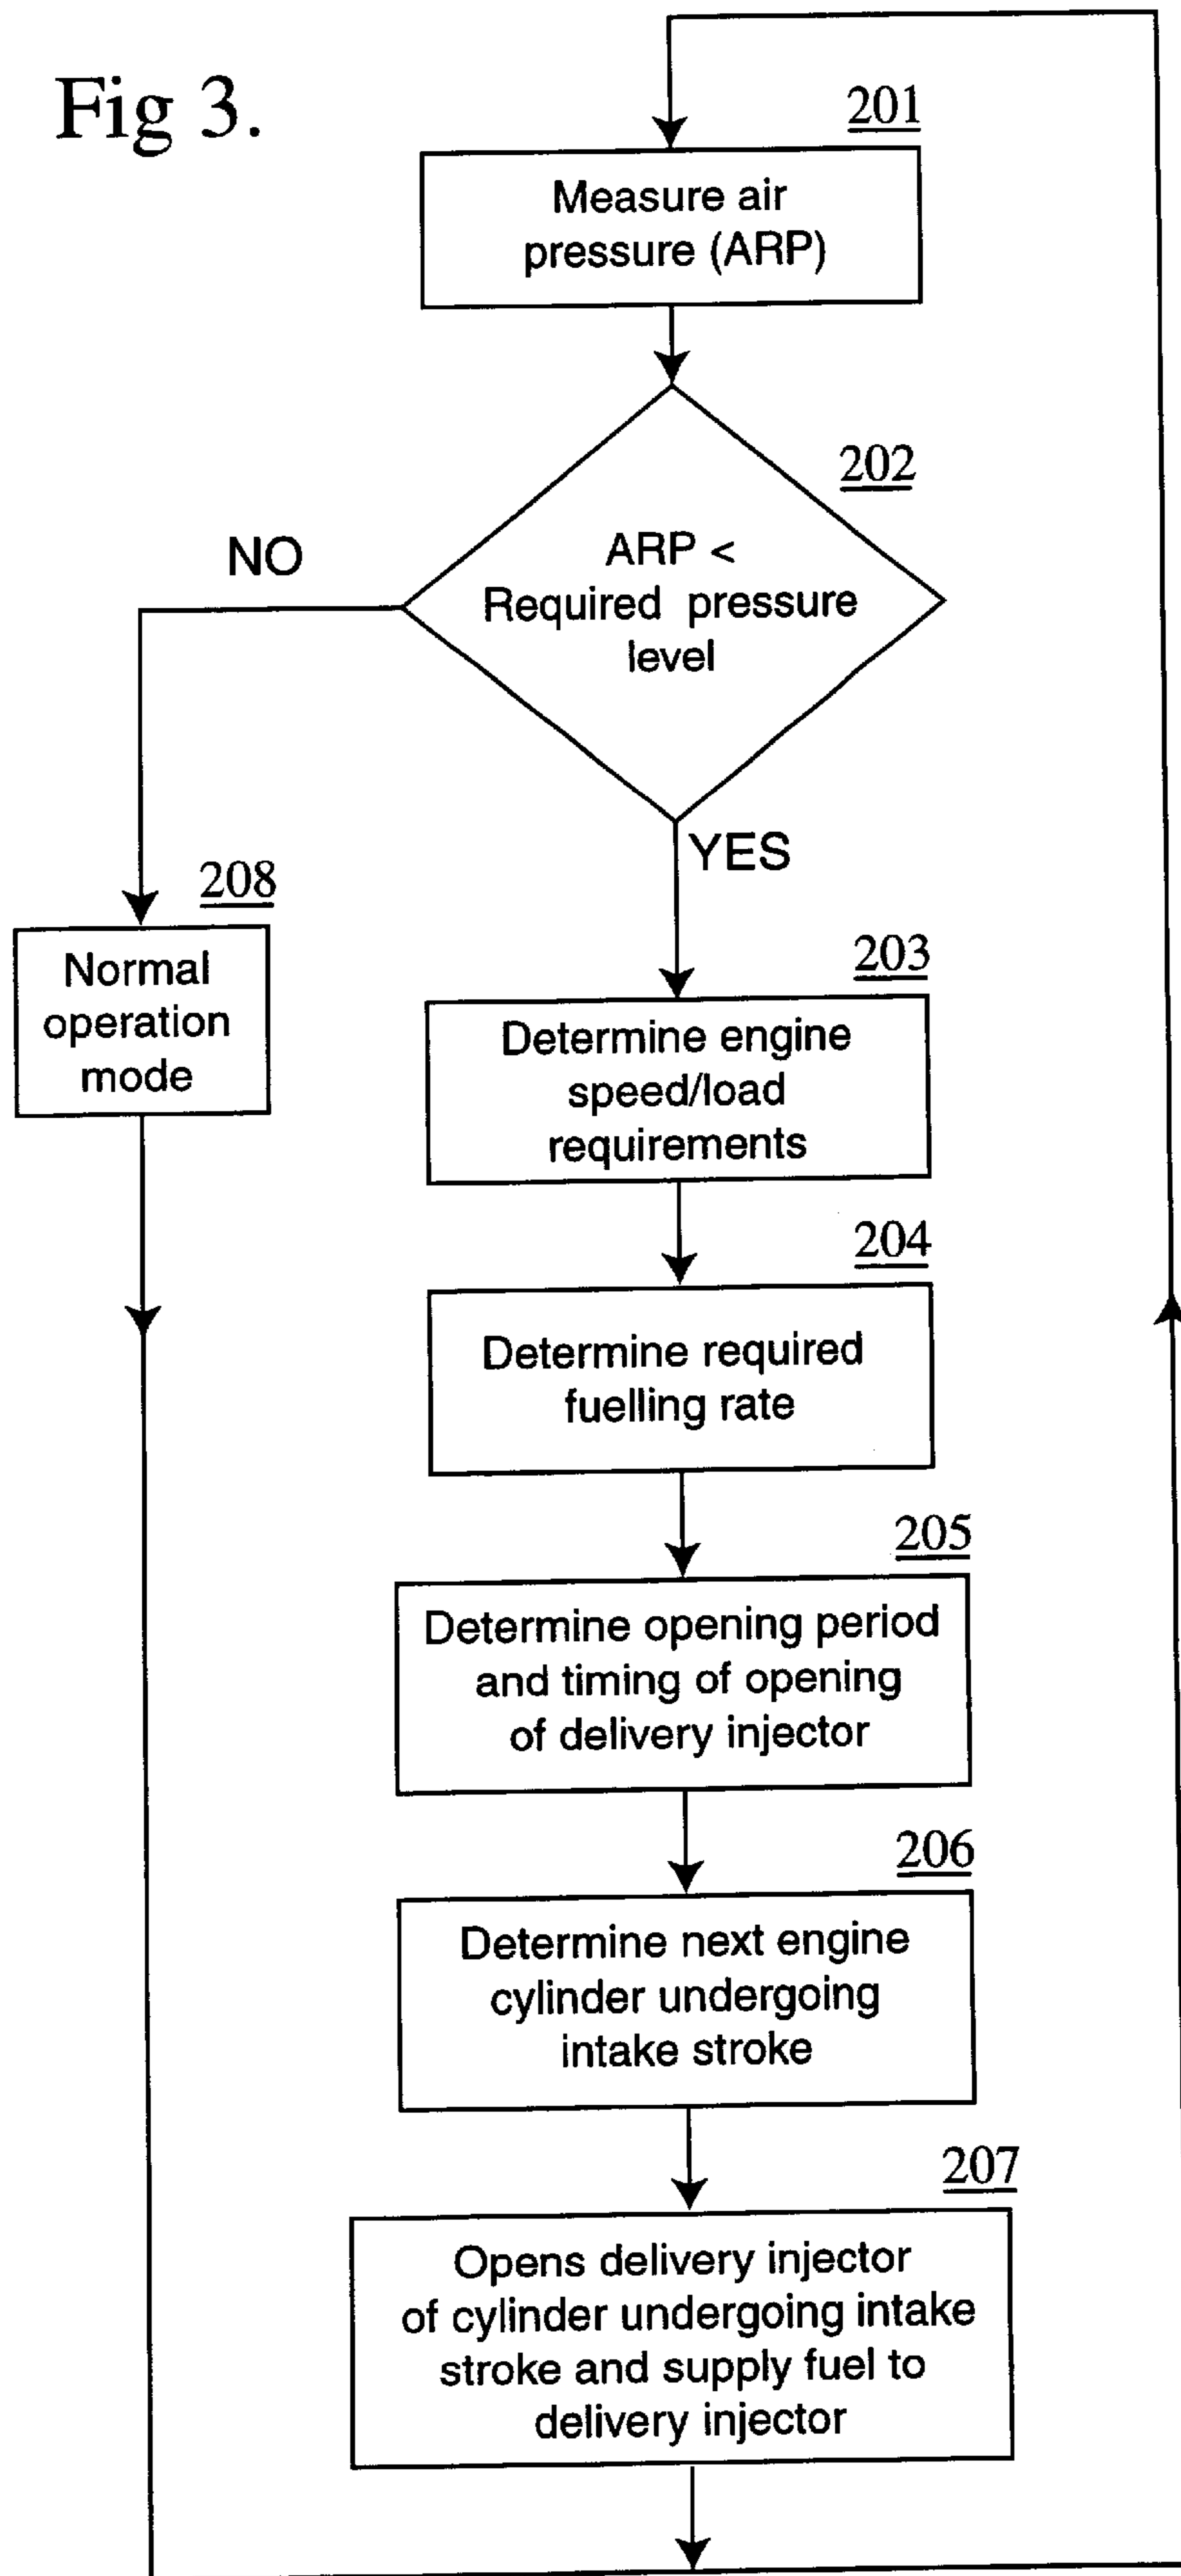 Fig 3.
201
Measure air
pressure (ARP)
202
ARP <
Required pressure
level
NO
YES
208
Normal
operation
mode
203
Determine engine
speed/load
requirements
204
Determine required
fuelling rate
205
Determine opening period
and timing of opening
of delivery injector
206
Determine next engine
cylinder undergoing
intake stroke
207
Opens delivery injector
of cylinder undergoing intake
stroke and supply fuel to
delivery injector